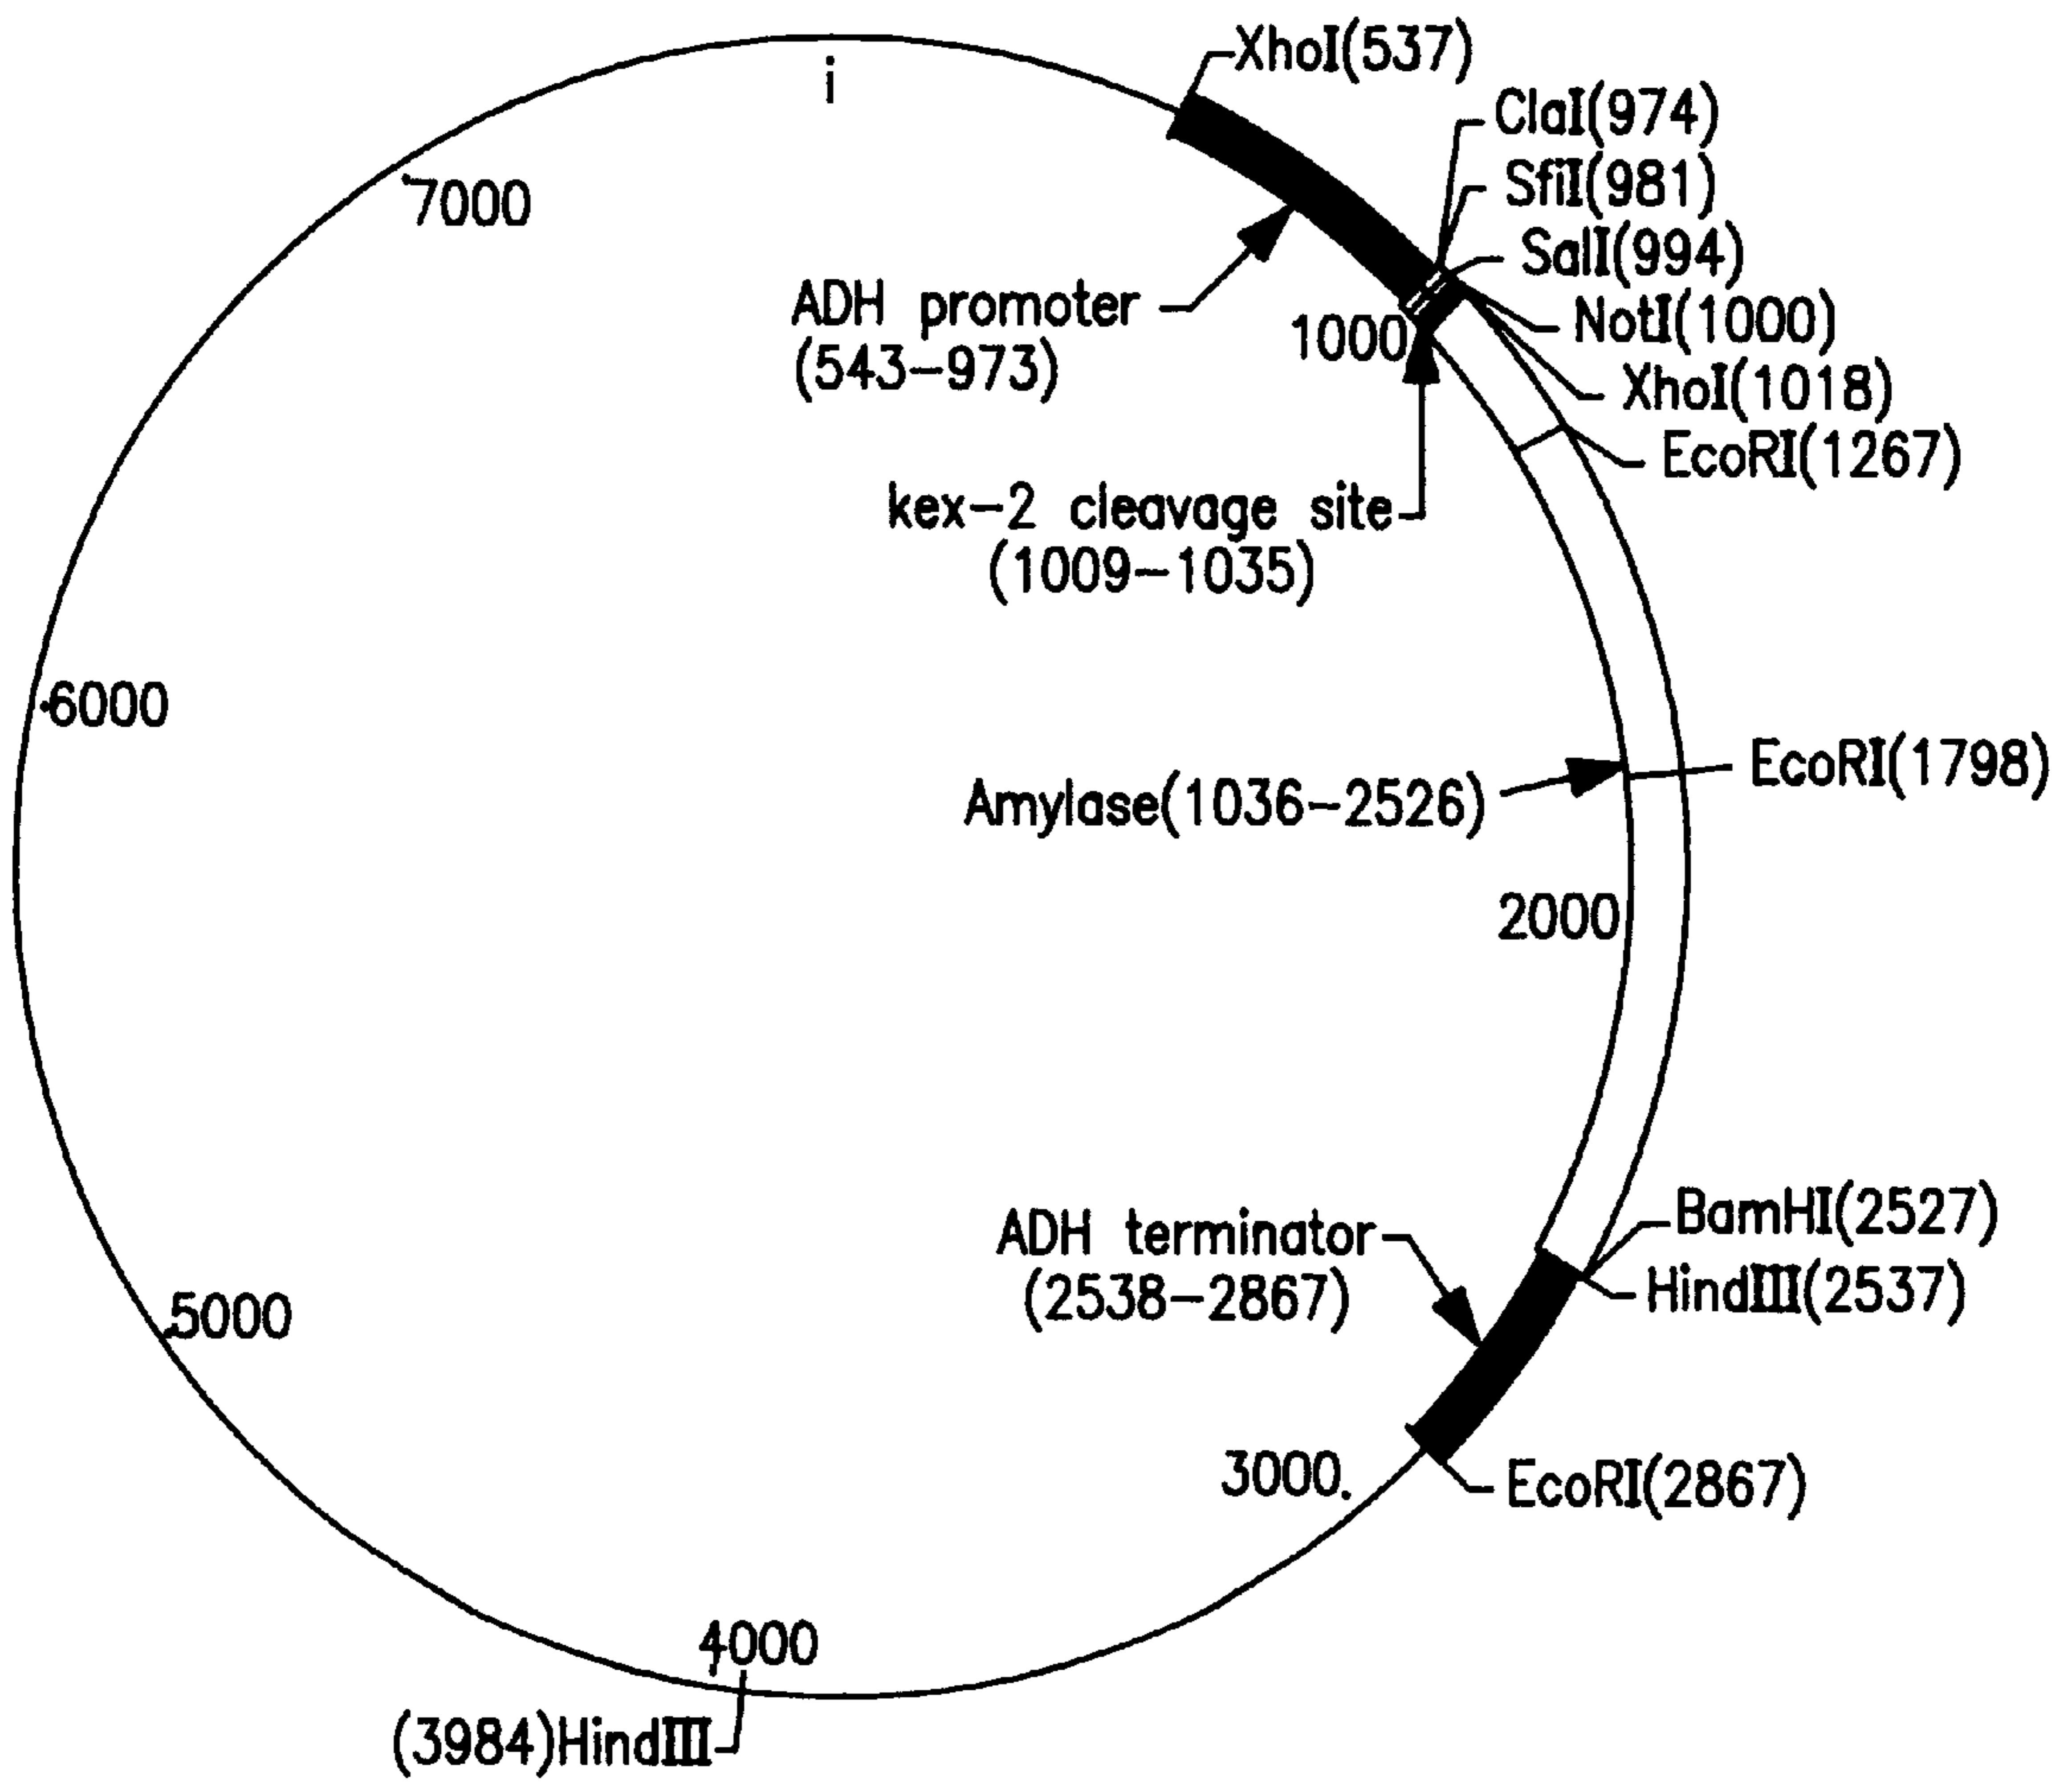 XhoI(537)
i
ClaI(974)
7000
SfiI(981)
SalI(994)
ADH promoter
(543-973)
1000
NotI(1000)
XhoI(1018)
EcoRI(1267)
kex-2 cleavage site
(1009-1035)
6000
EcoRI(1798)
Amylase(1036-2526)
2000
BamHI(2527)
ADH terminator
(2538-2867)
HindIII(2537)
5000
3000
EcoRI(2867)
4000
(3984)HindIII